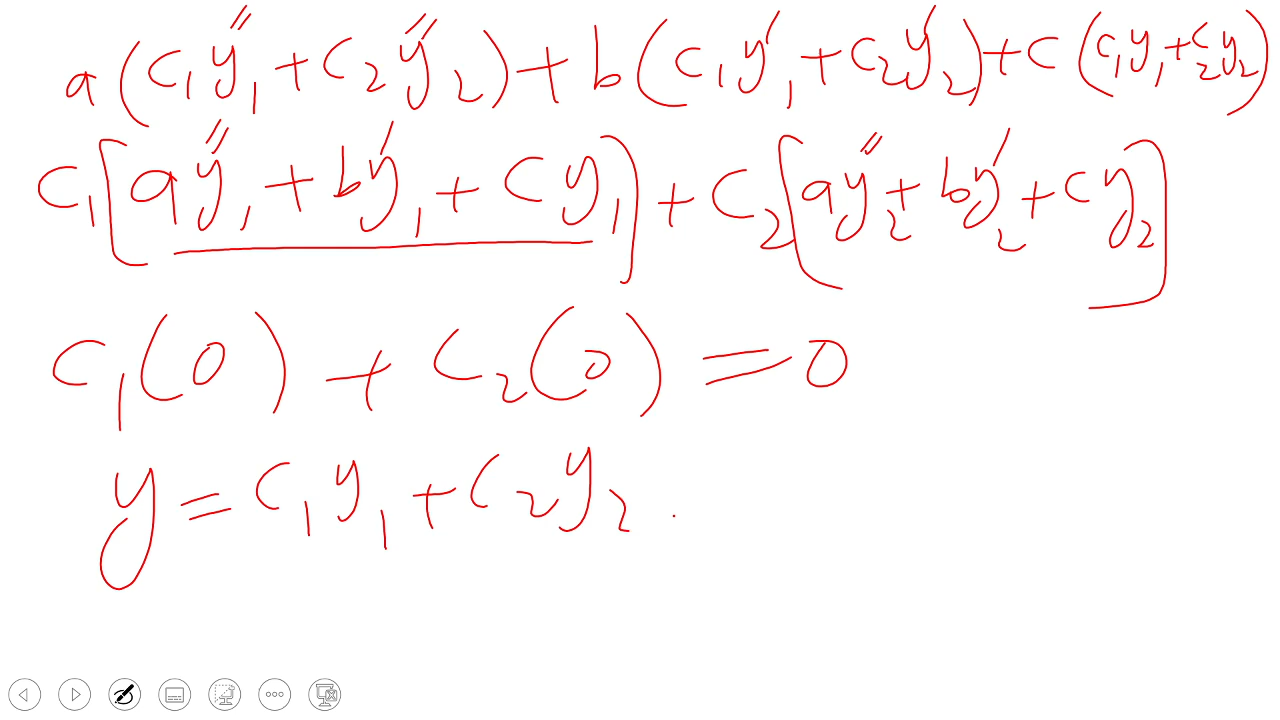 a(c₁y₁''+c₂y₂'')+b(c₁y₁'+c₂y₂')+c(c₁y₁+c₂y₂)
c₁[ay₁''+by₁'+cy₁]+c₂[ay₂''+by₂'+cy₂]
c₁(0)+c₂(0)=0
y=c₁y₁+c₂y₂.